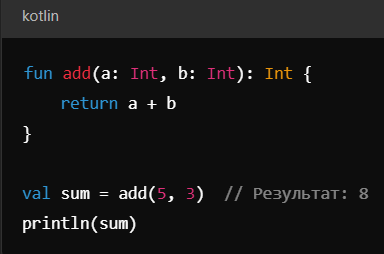 kotlin
fun add(a: Int, b: Int): Int {
    return a + b
}
val sum = add(5, 3)  // Результат: 8
println(sum)